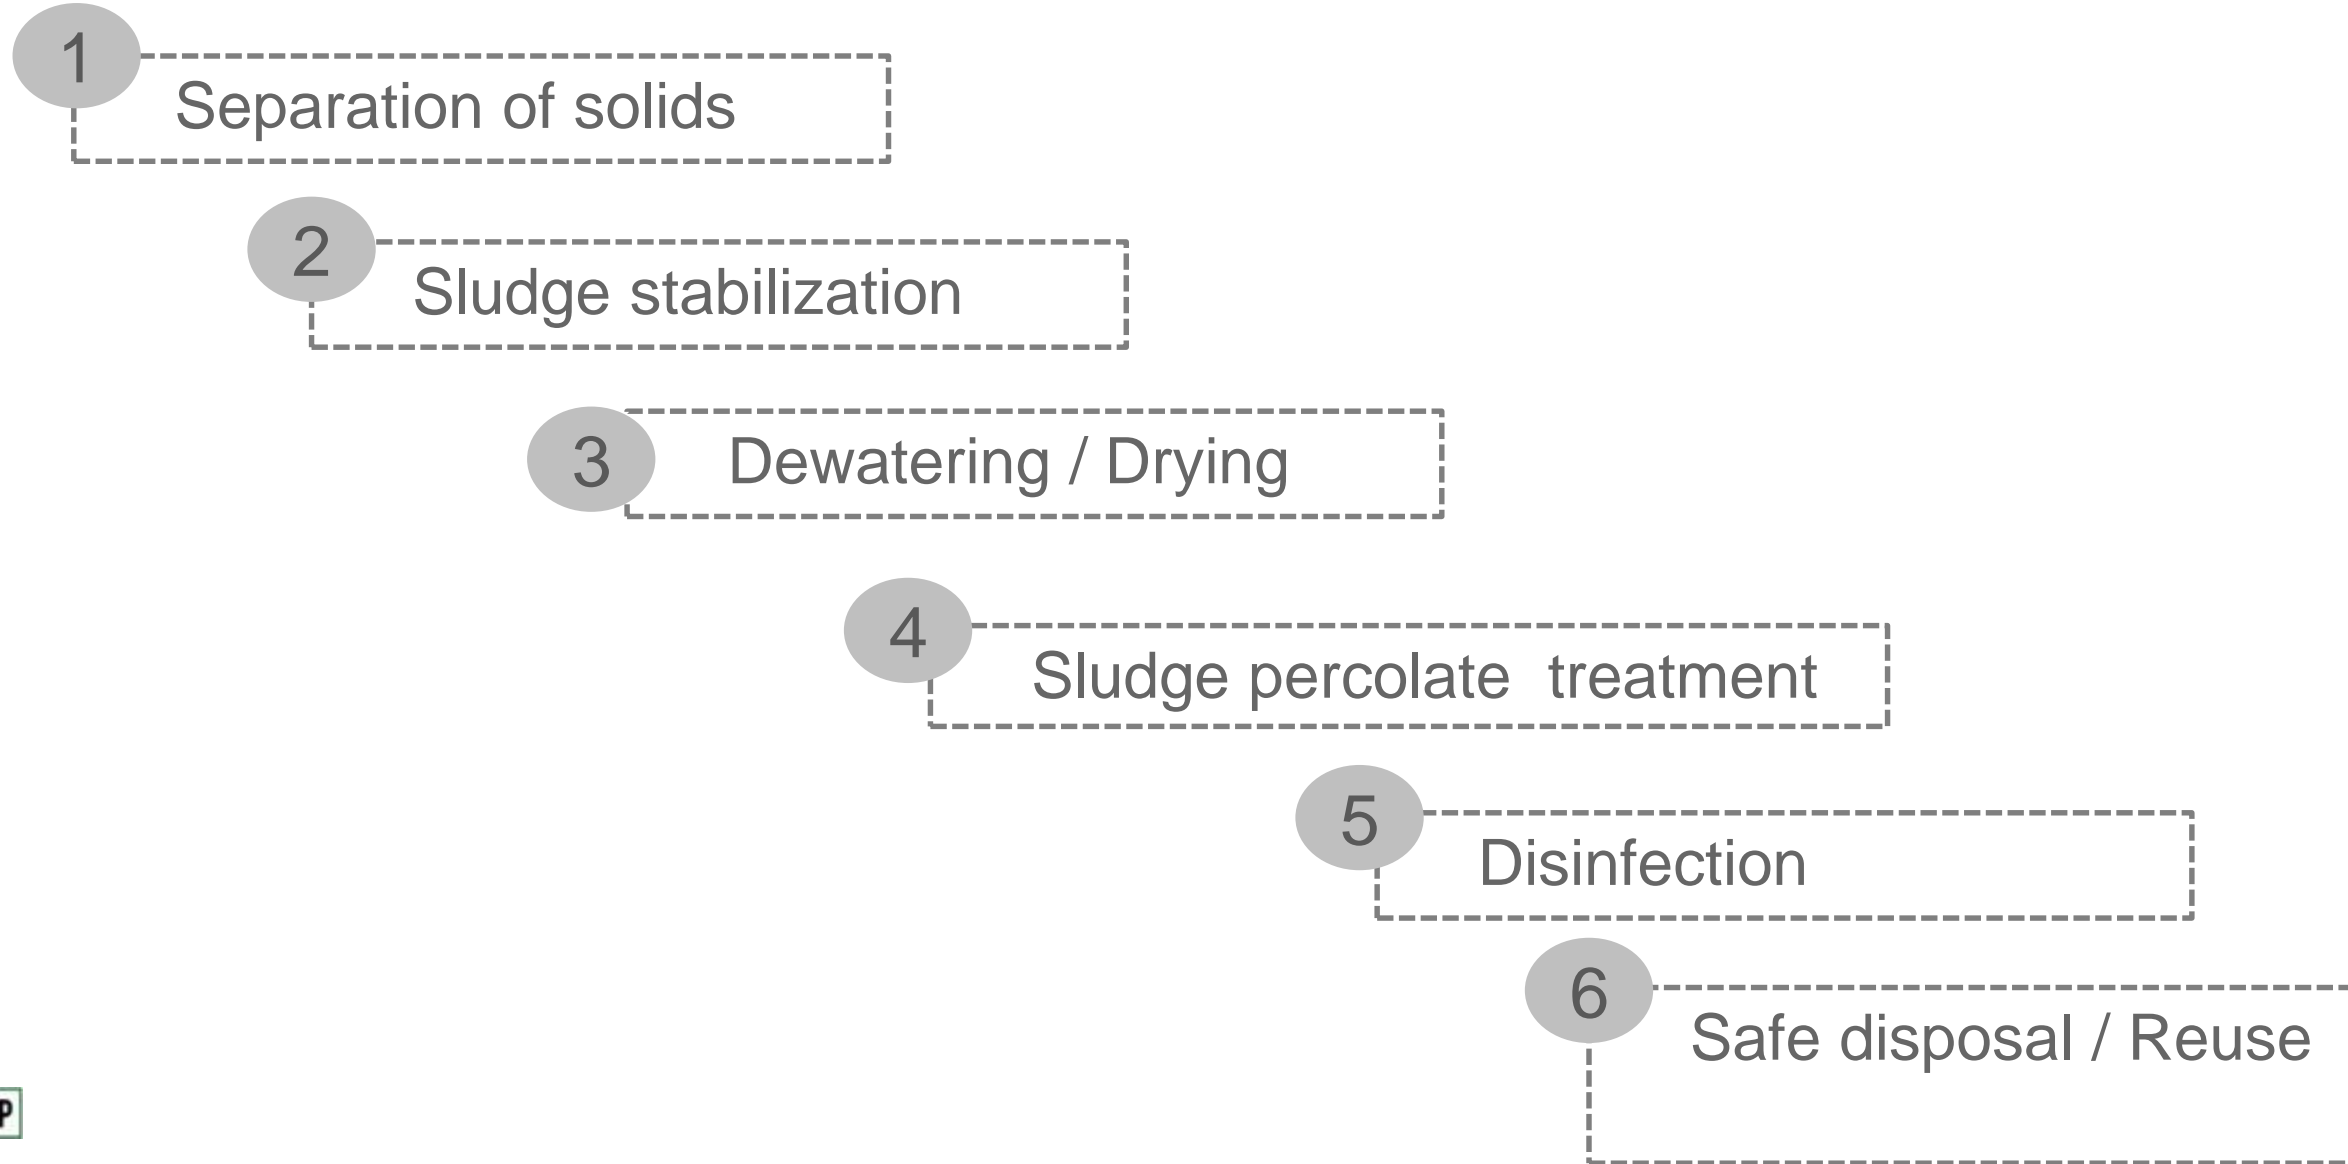 1
Separation of solids
2
Sludge stabilization
3
Dewatering / Drying
4
Sludge percolate  treatment
5
Disinfection
6
Safe disposal / Reuse
P